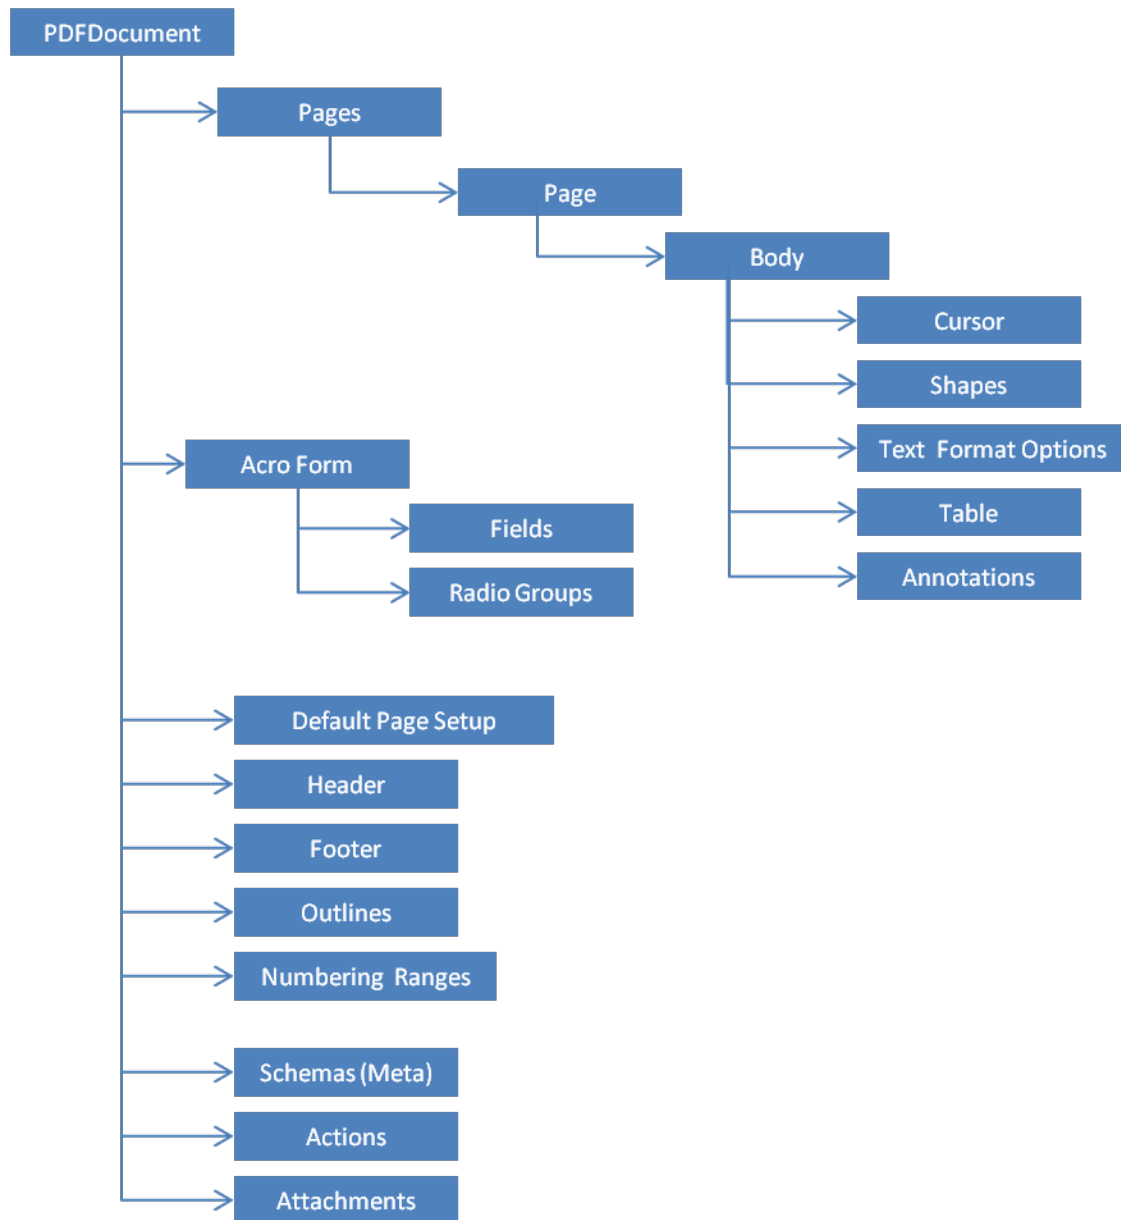 PDFDocument
Pages
Page
Body
Cursor
Shapes
Text Format Options
Table
Annotations
Acro Form
Fields
Radio Groups
Default Page Setup
Header
Footer
Outlines
Numbering Ranges
Schemas (Meta)
Actions
Attachments